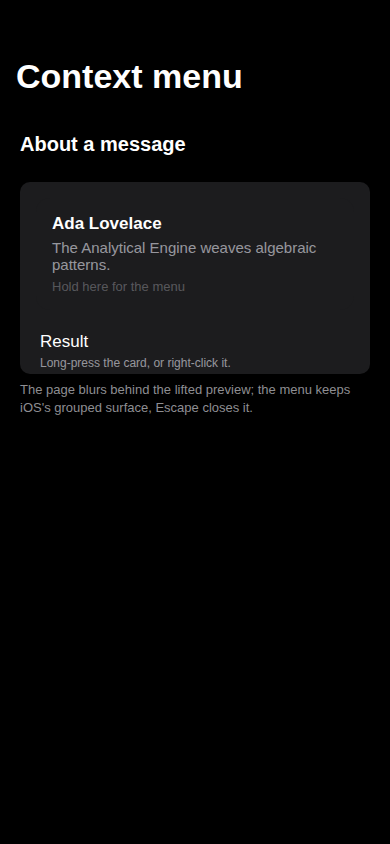 Context menu
About a message
Ada Lovelace
The Analytical Engine weaves algebraic
patterns.
Hold here for the menu
Result
Long-press the card, or right-click it.
The page blurs behind the lifted preview; the menu keeps
iOS's grouped surface, Escape closes it.